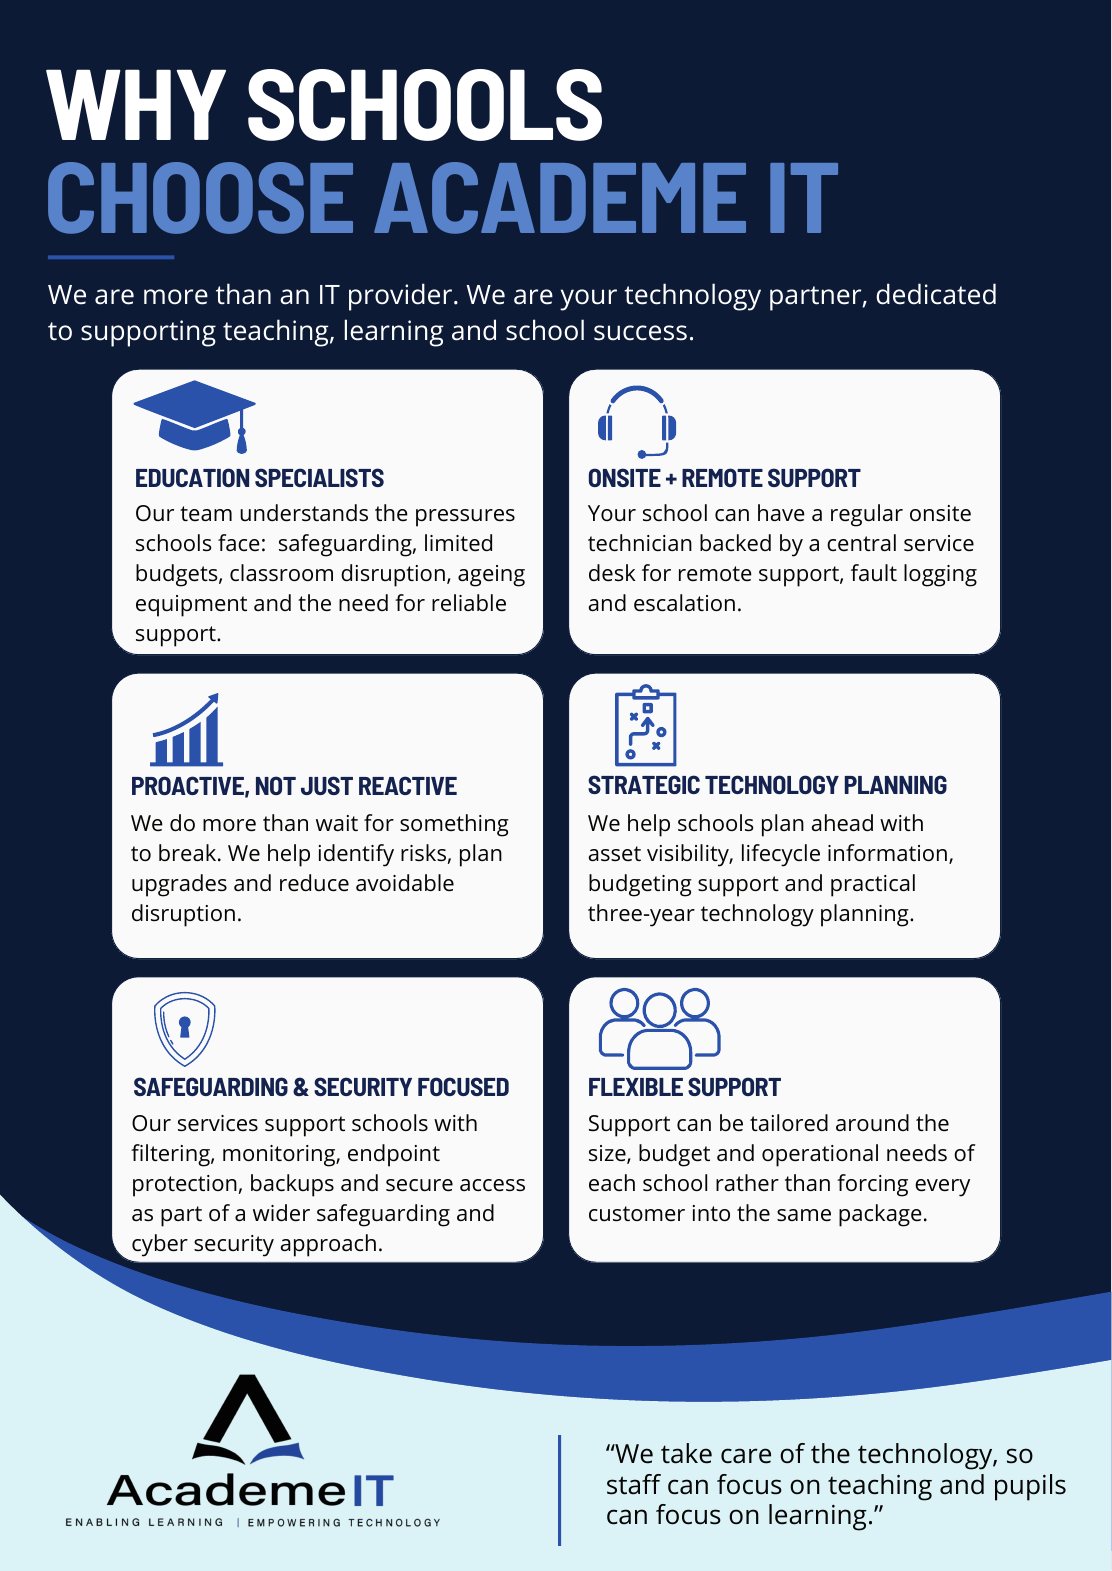 WHY SCHOOLS
CHOOSE ACADEME IT
We are more than an IT provider. We are your technology partner, dedicated
to supporting teaching, learning and school success.
EDUCATION SPECIALISTS
Our team understands the pressures
schools face:  safeguarding, limited
budgets, classroom disruption, ageing
equipment and the need for reliable
support.
ONSITE + REMOTE SUPPORT
Your school can have a regular onsite
technician backed by a central service
desk for remote support, fault logging
and escalation.
PROACTIVE, NOT JUST REACTIVE
We do more than wait for something
to break. We help identify risks, plan
upgrades and reduce avoidable
disruption.
STRATEGIC TECHNOLOGY PLANNING
We help schools plan ahead with
asset visibility, lifecycle information,
budgeting support and practical
three-year technology planning.
SAFEGUARDING & SECURITY FOCUSED
Our services support schools with
filtering, monitoring, endpoint
protection, backups and secure access
as part of a wider safeguarding and
cyber security approach.
FLEXIBLE SUPPORT
Support can be tailored around the
size, budget and operational needs of
each school rather than forcing every
customer into the same package.
AcademeIT
ENABLING LEARNING | EMPOWERING TECHNOLOGY
“We take care of the technology, so
staff can focus on teaching and pupils
can focus on learning.”